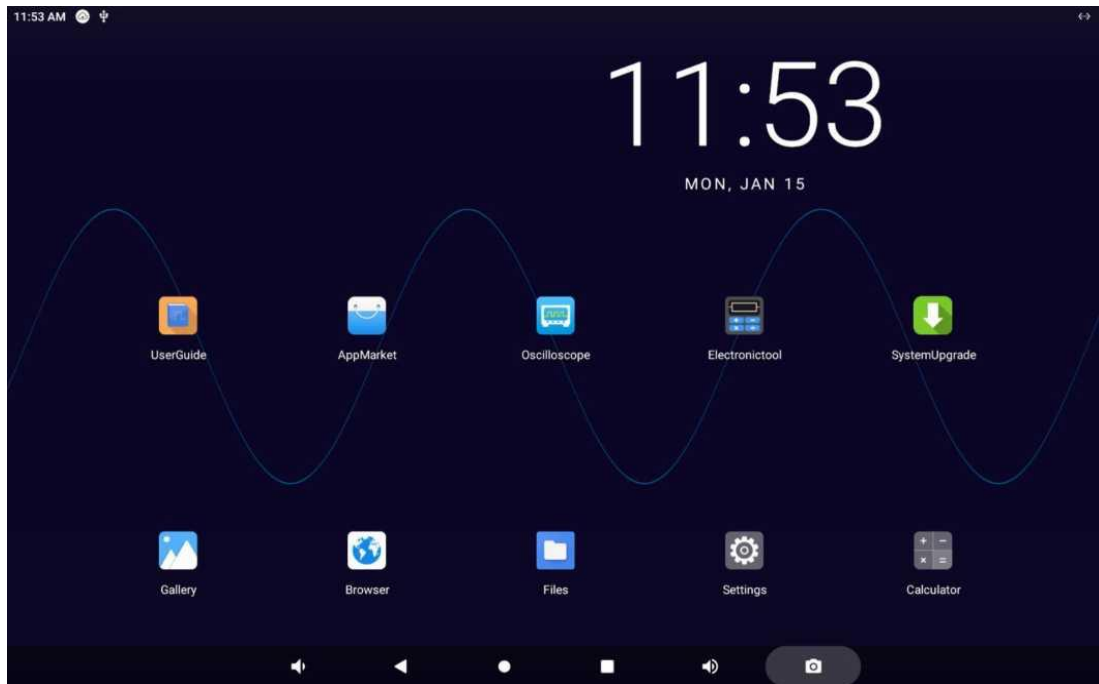 11:53 AM
11:53
MON, JAN 15
UserGuide
AppMarket
Oscilloscope
Electronictool
SystemUpgrade
Gallery
Browser
Files
Settings
Calculator